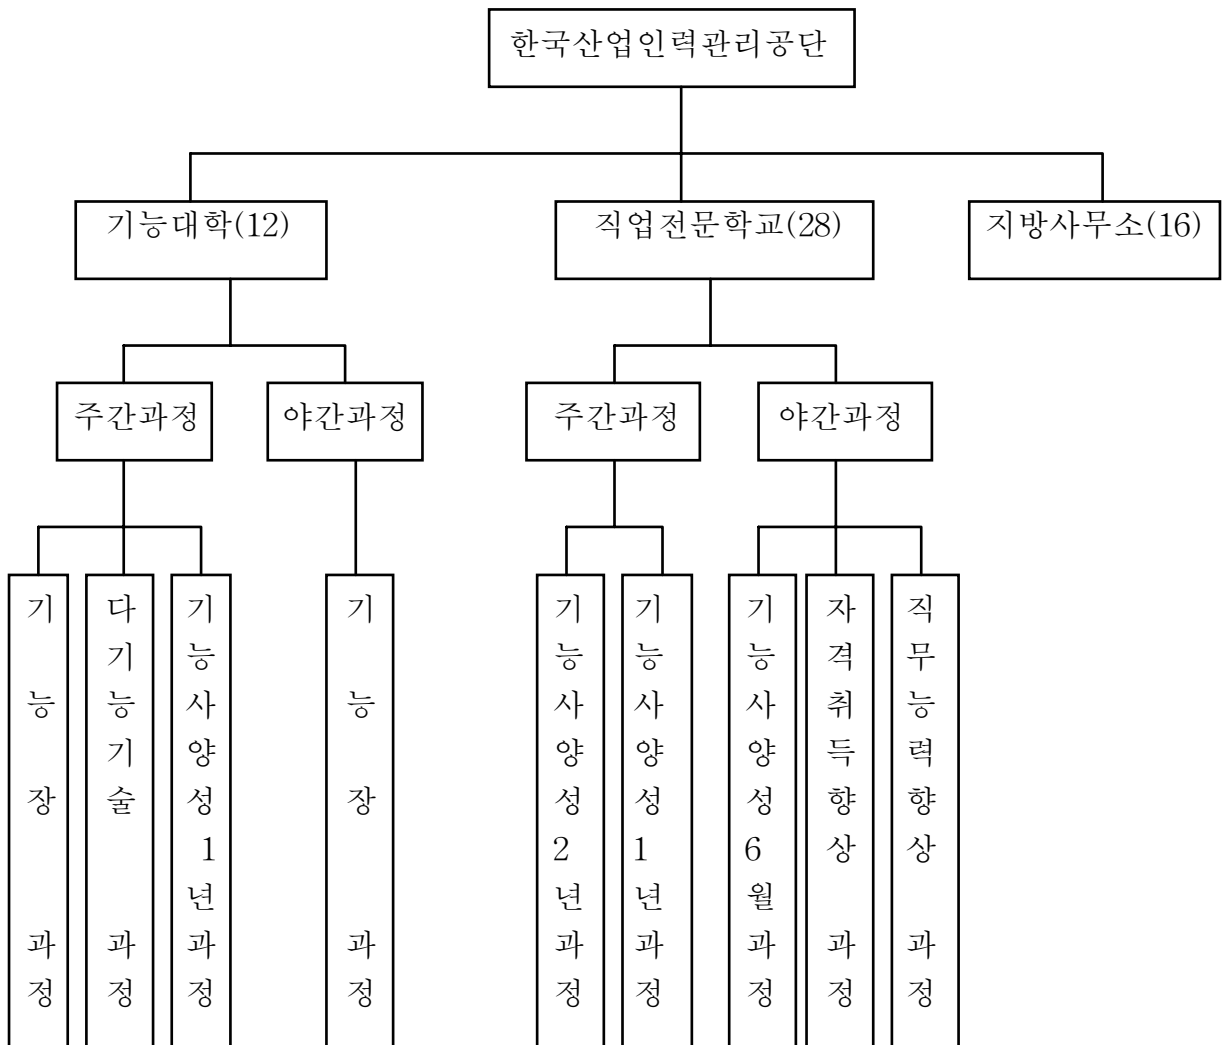 한국산업인력관리공단
기능대학(12)
직업전문학교(28)
지방사무소(16)
주간과정
야간과정
주간과정
야간과정
기능장 과정
다기능기술 과정
기능사양성1년과정
기능장 과정
기능사양성2년과정
기능사양성1년과정
기능사양성6월과정
자격취득향상 과정
직무능력향상 과정